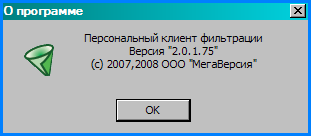 О программе
Персональный клиент фильтрации
Версия "2.0.1.75"
(c) 2007,2008 ООО "МегаВерсия"
OK